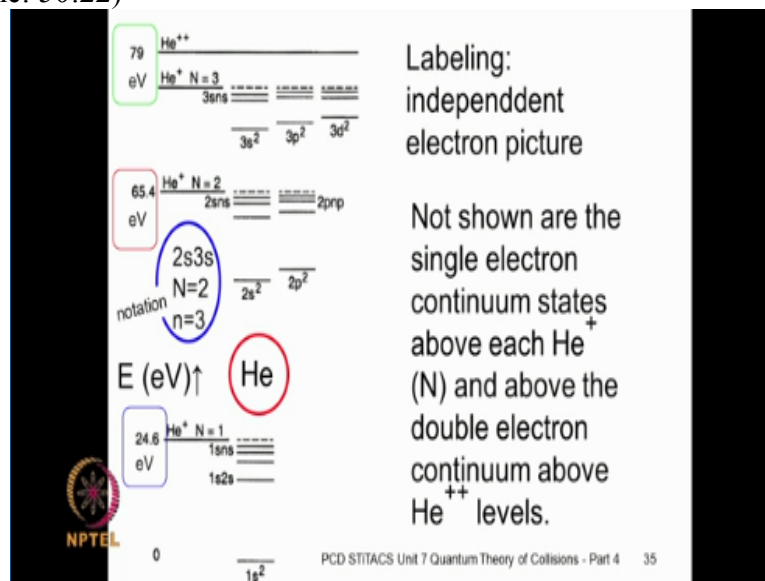 79
eV
He++
He+ N = 3
3sns
3s2
3p2
3d2
65.4
eV
He+ N = 2
2sns
2pnp
2s2
2p2
notation
2s3s
N=2
n=3
E (eV)↑
He
24.6
eV
He+ N = 1
1sns
1s2s
0
1s2
Labeling:
independdent
electron picture
Not shown are the
single electron
continuum states
above each He+
(N) and above the
double electron
continuum above
He++ levels.
NPTEL
PCD STiTACS Unit 7 Quantum Theory of Collisions - Part 4 35